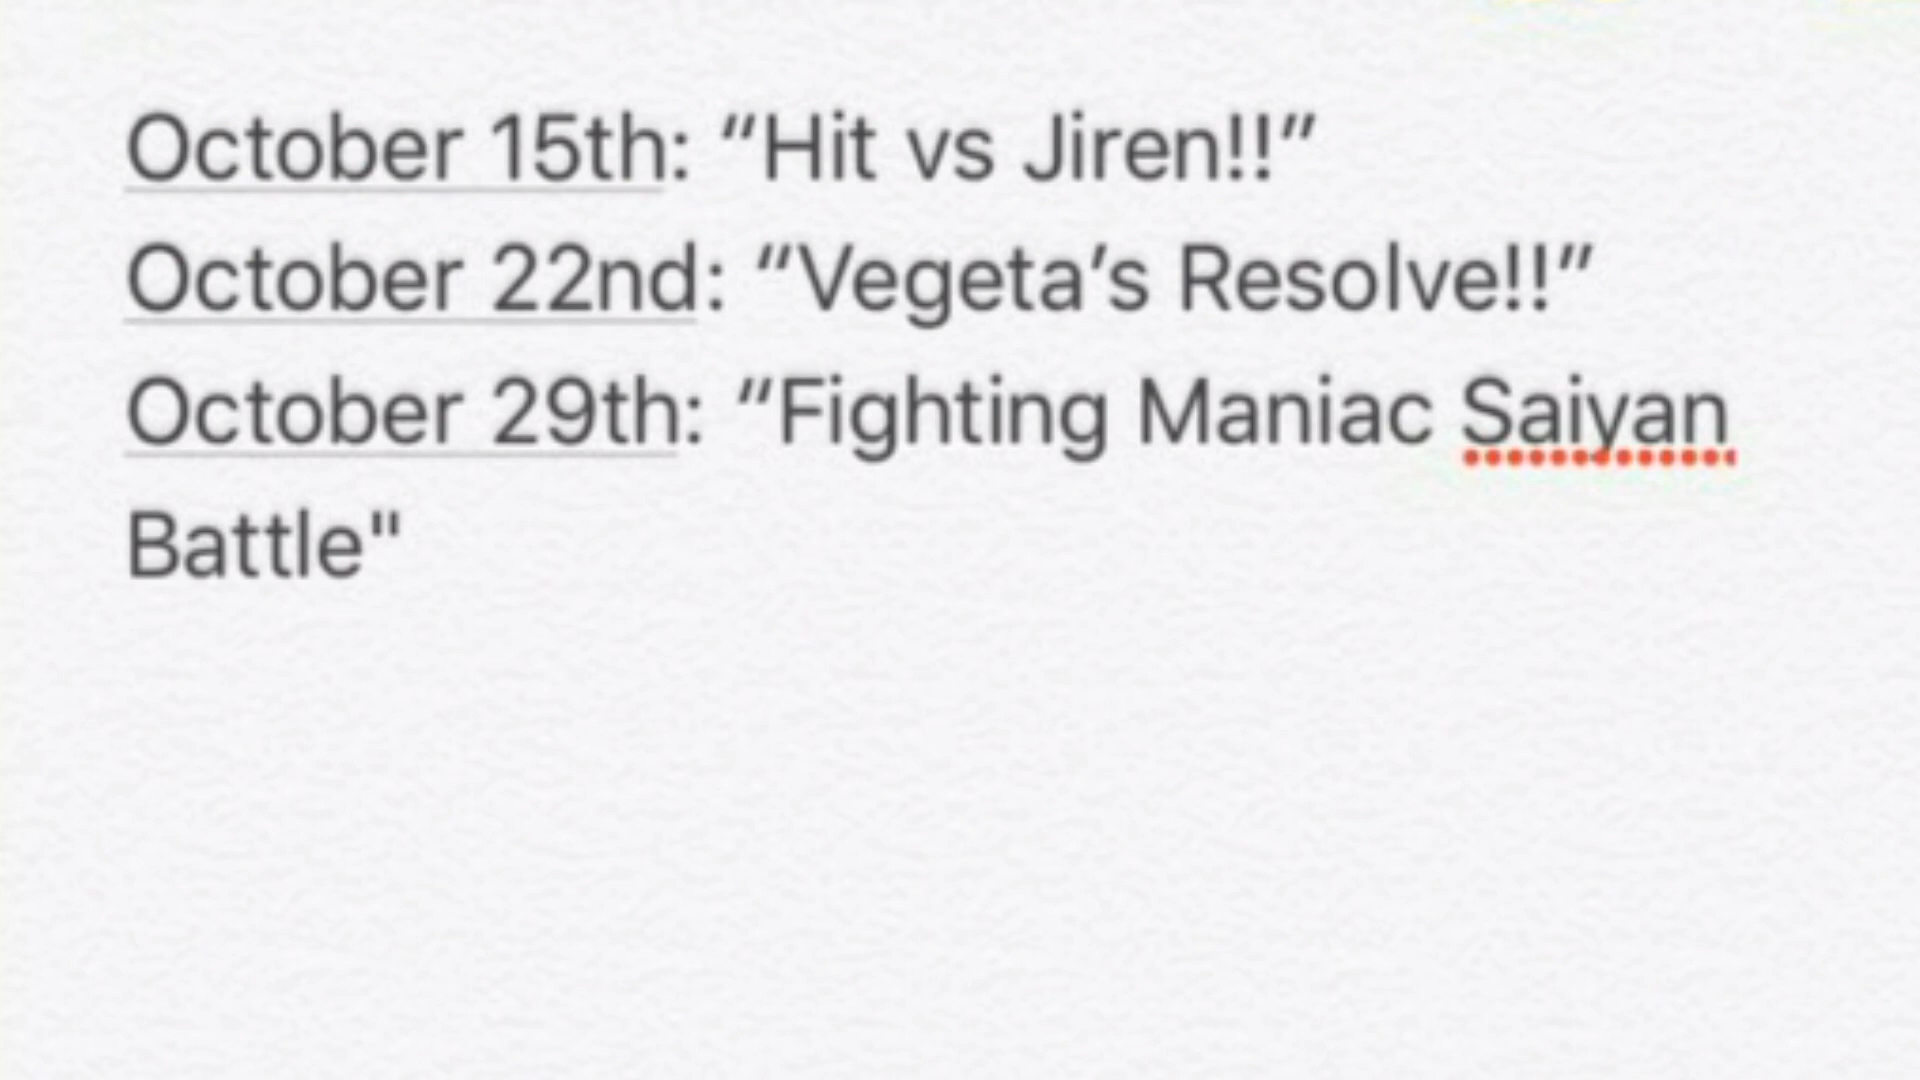 October 15th: “Hit vs Jiren!!”
October 22nd: “Vegeta’s Resolve!!”
October 29th: “Fighting Maniac Saiyan
Battle"